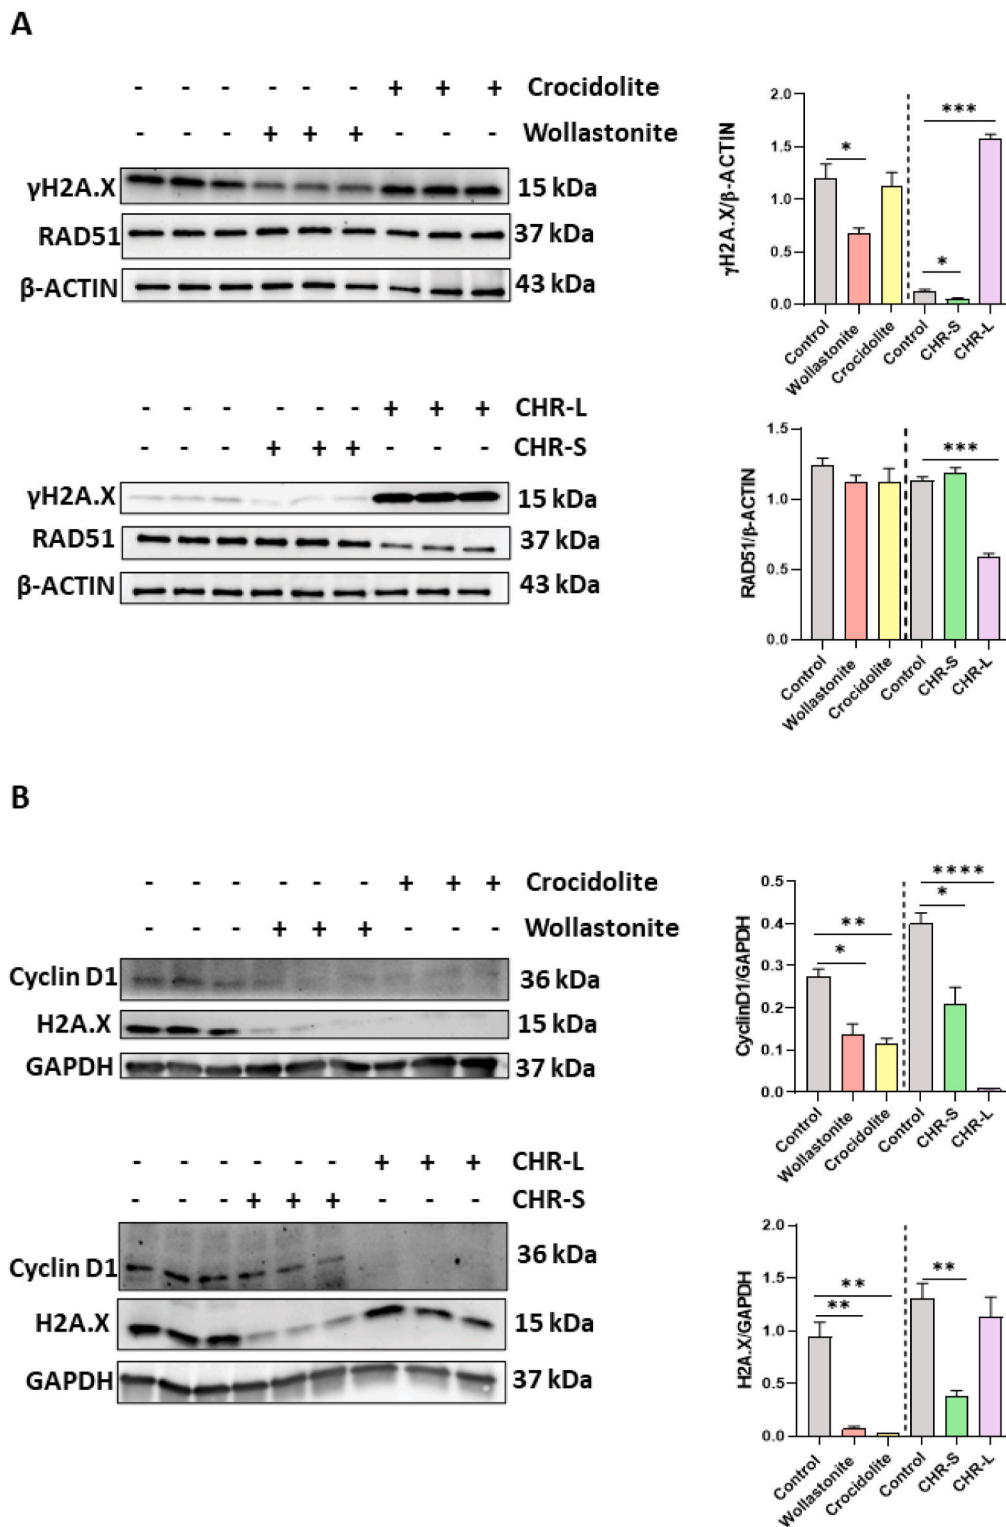 A
- - - - - - + + + Crocidolite
- - - + + + - - - Wollastonite
γH2A.X 15 kDa
RAD51 37 kDa
β-ACTIN 43 kDa
- - - - - - + + + CHR-L
- - - + + + - - - CHR-S
γH2A.X 15 kDa
RAD51 37 kDa
β-ACTIN 43 kDa
γH2A.X/β-ACTIN
2.0
1.5
1.0
0.5
0.0
* * ***
Control Wollastonite Crocidolite Control CHR-S CHR-L
RAD51/β-ACTIN
1.5
1.0
0.5
0.0
***
Control Wollastonite Crocidolite Control CHR-S CHR-L
B
- - - - - - + + + Crocidolite
- - - + + + - - - Wollastonite
Cyclin D1 36 kDa
H2A.X 15 kDa
GAPDH 37 kDa
- - - - - - + + + CHR-L
- - - + + + - - - CHR-S
Cyclin D1 36 kDa
H2A.X 15 kDa
GAPDH 37 kDa
CyclinD1/GAPDH
0.5
0.4
0.3
0.2
0.1
0.0
** * **** *
Control Wollastonite Crocidolite Control CHR-S CHR-L
H2A.X/GAPDH
2.0
1.5
1.0
0.5
0.0
** ** **
Control Wollastonite Crocidolite Control CHR-S CHR-L